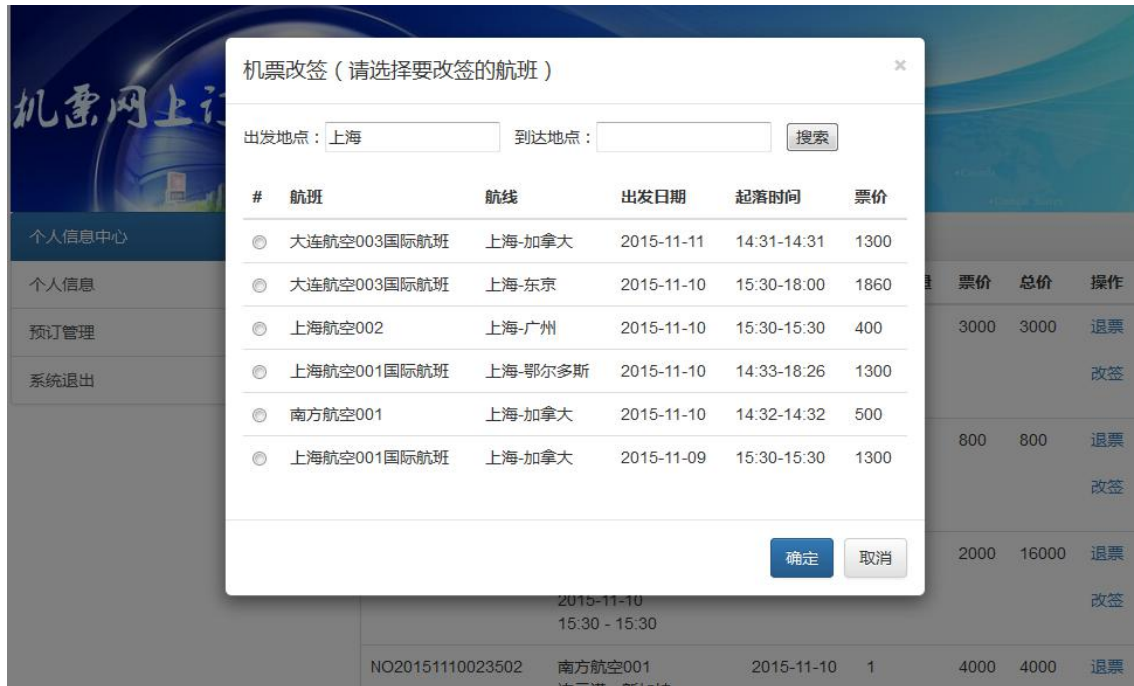 机票网上订
机票改签（请选择要改签的航班） ×
出发地点：上海 到达地点： 搜索
# 航班 航线 出发日期 起落时间 票价
大连航空003国际航班 上海-加拿大 2015-11-11 14:31-14:31 1300
大连航空003国际航班 上海-东京 2015-11-10 15:30-18:00 1860
上海航空002 上海-广州 2015-11-10 15:30-15:30 400
上海航空001国际航班 上海-鄂尔多斯 2015-11-10 14:33-18:26 1300
南方航空001 上海-加拿大 2015-11-10 14:32-14:32 500
上海航空001国际航班 上海-加拿大 2015-11-09 15:30-15:30 1300
确定 取消
个人信息中心
个人信息
预订管理
系统退出
票价 总价 操作
3000 3000 退票
改签
800 800 退票
改签
2000 16000 退票
2015-11-10 改签
15:30 - 15:30
NO20151110023502 南方航空001 2015-11-10 1 4000 4000 退票